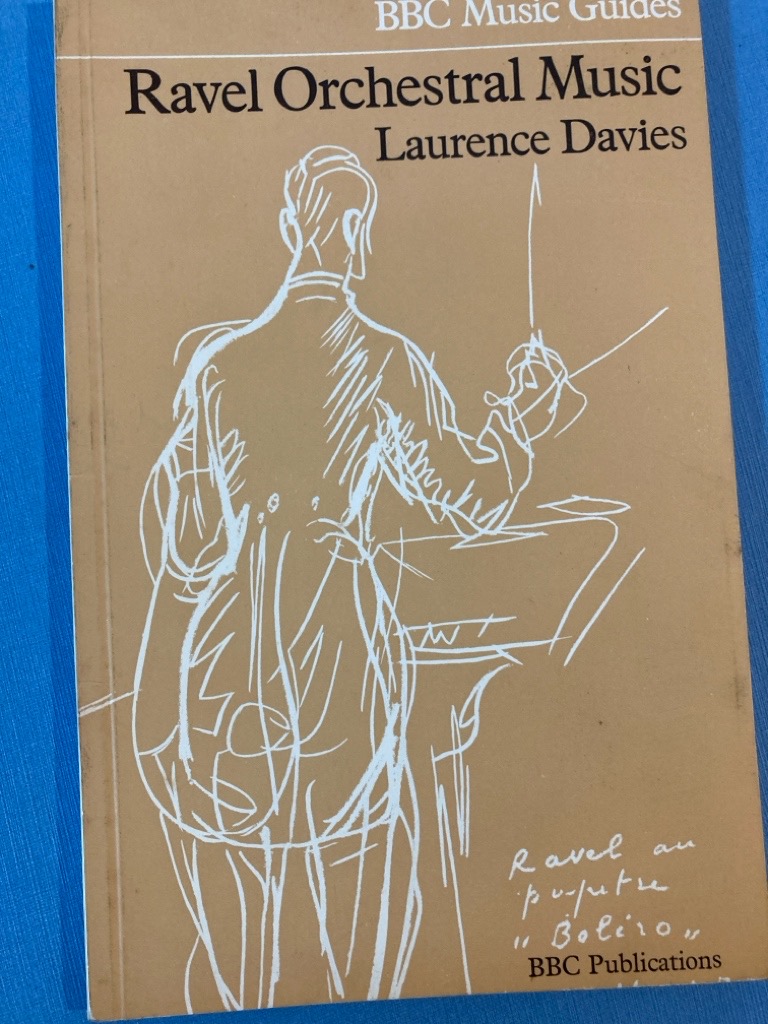 BBC Music Guides
Ravel Orchestral Music
Laurence Davies
Ravel au
pupitre
„ Boléro „
BBC Publications